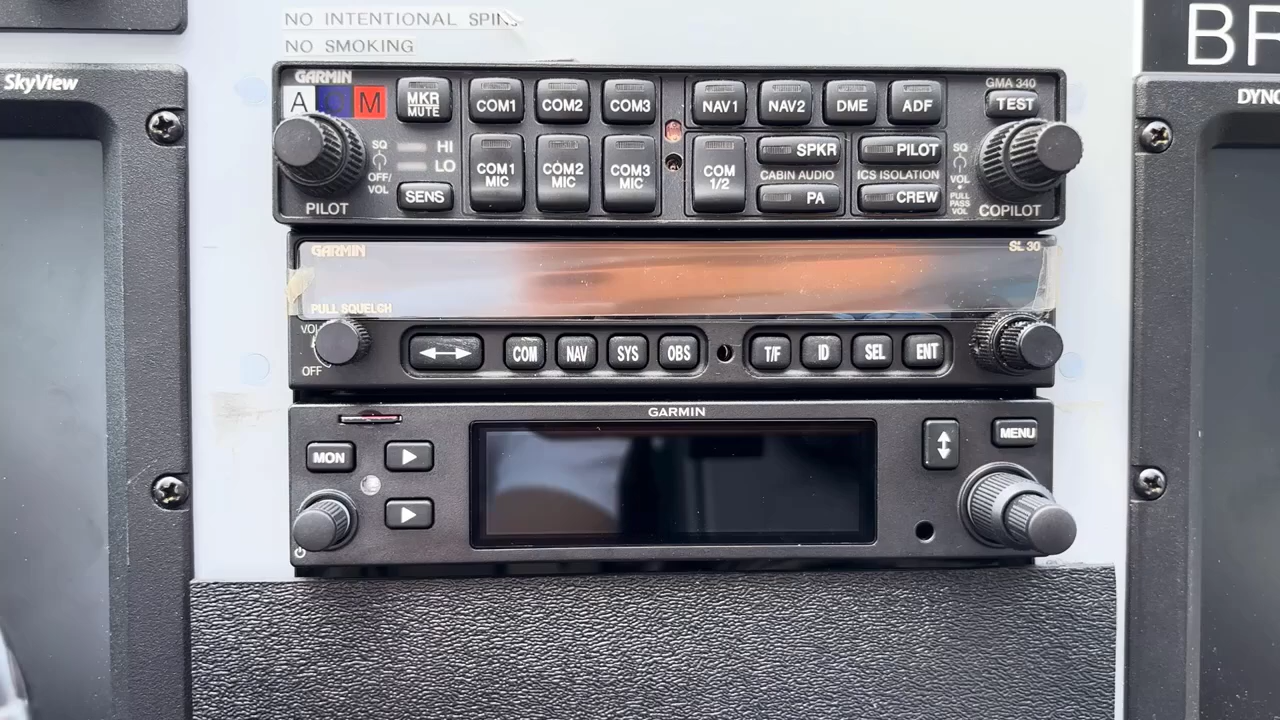 NO INTENTIONAL SPINS
NO SMOKING
BR
SkyView
DYNO
GARMIN
GMA 340
A O M
MKR MUTE
COM1 COM2 COM3 NAV1 NAV2 DME ADF TEST
SQ
OFF/
VOL
HI
LO
SENS
COM1 MIC
COM2 MIC
COM3 MIC
COM 1/2
SPKR
CABIN AUDIO
PA
PILOT
ICS ISOLATION
CREW
SQ
VOL
PULL
PASS
VOL
PILOT
COPILOT
GARMIN
SL 30
PULL SQUELCH
VOL
OFF
COM NAV SYS OBS T/F ID SEL ENT
GARMIN
MON
MENU